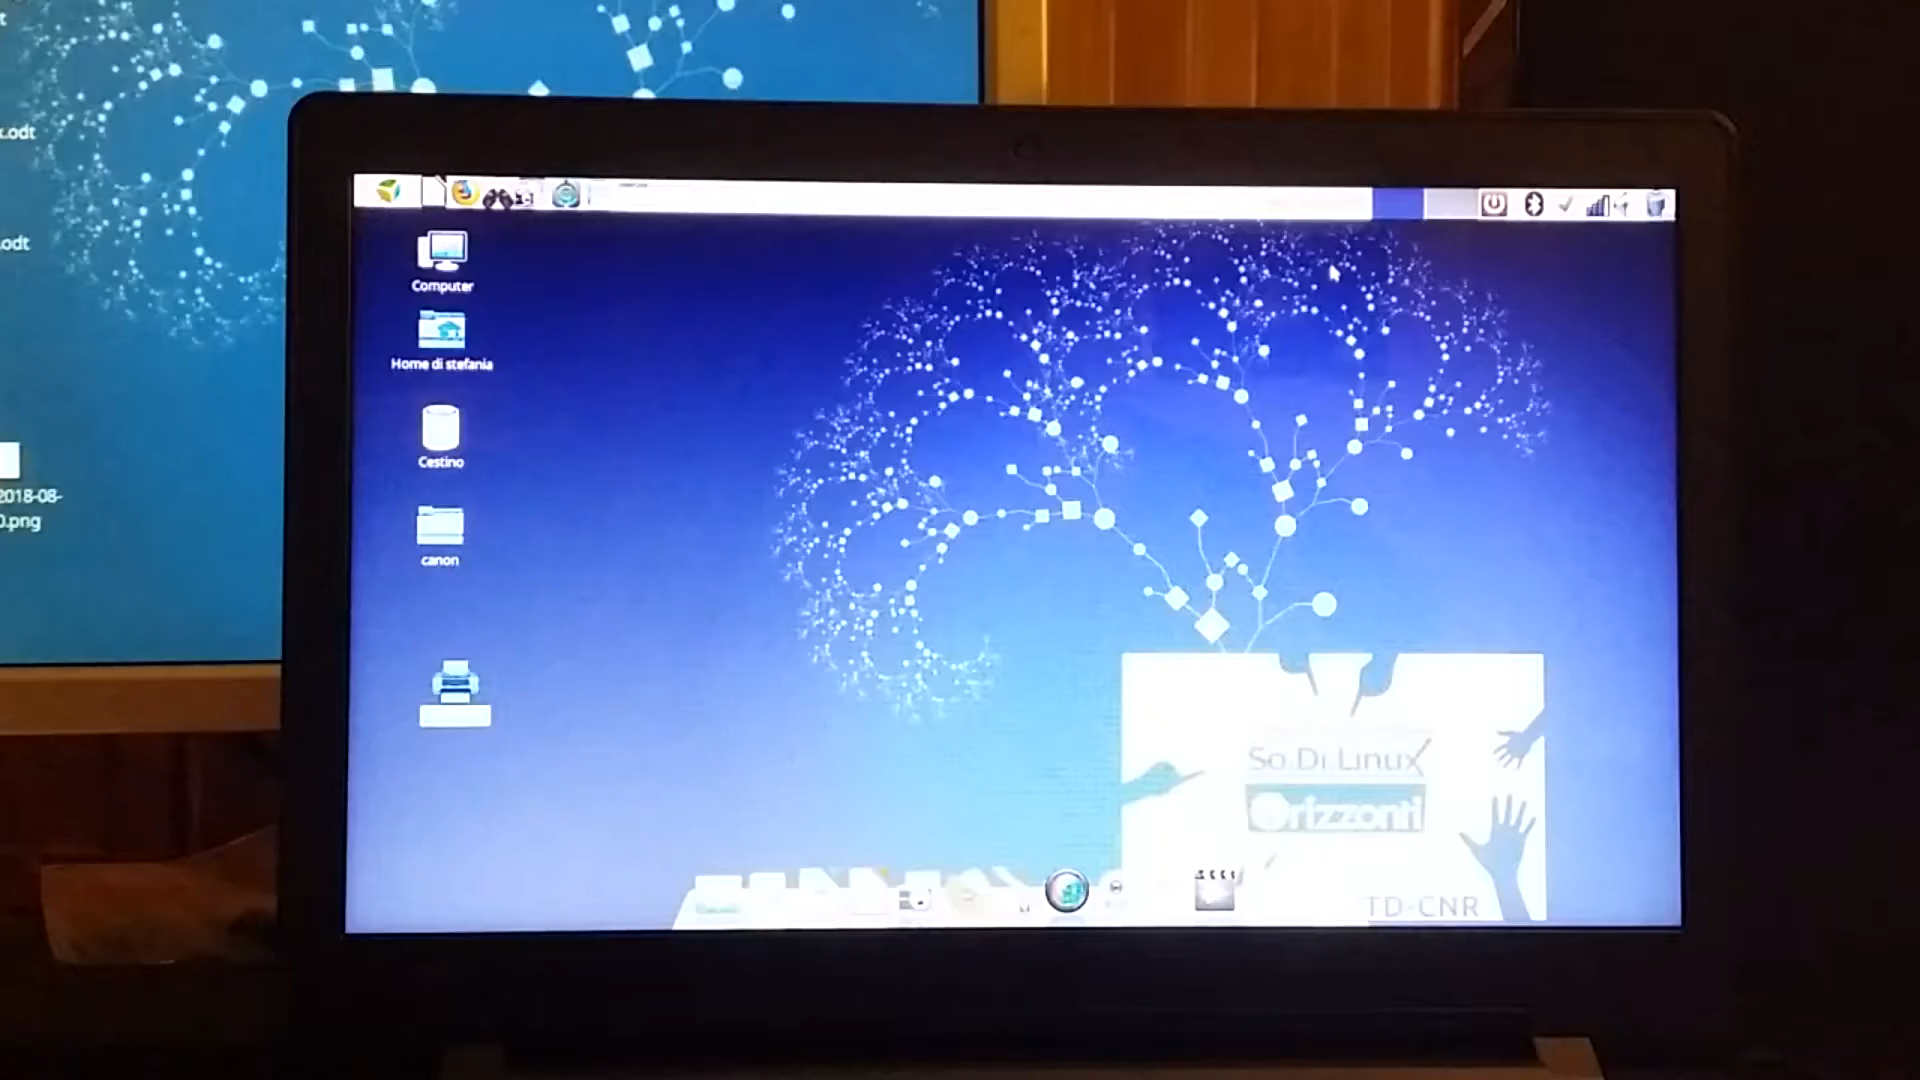 .odt
.odt
2018-08-
0.png
Computer
Home di stefania
Cestino
canon
So.Di.Linux
Orizzonti
TD-CNR